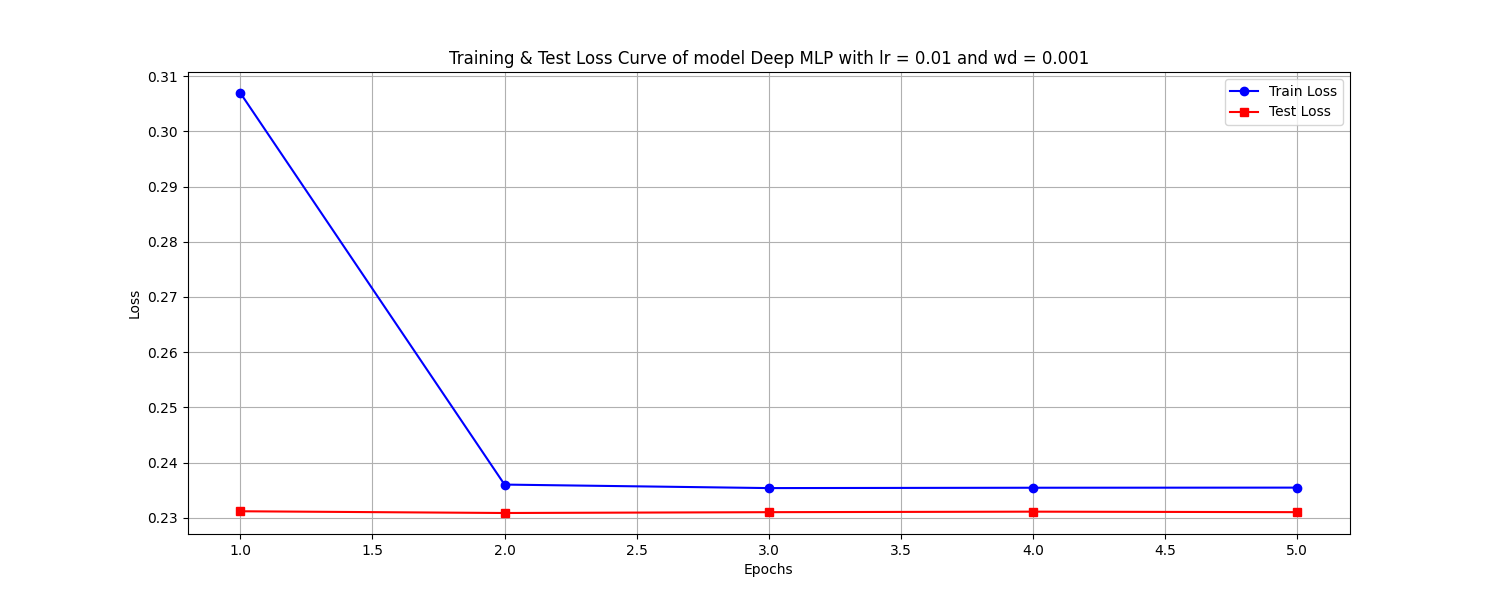 Training & Test Loss Curve of model Deep MLP with lr = 0.01 and wd = 0.001
Train Loss
Test Loss
Loss
0.31
0.30
0.29
0.28
0.27
0.26
0.25
0.24
0.23
1.0 1.5 2.0 2.5 3.0 3.5 4.0 4.5 5.0
Epochs